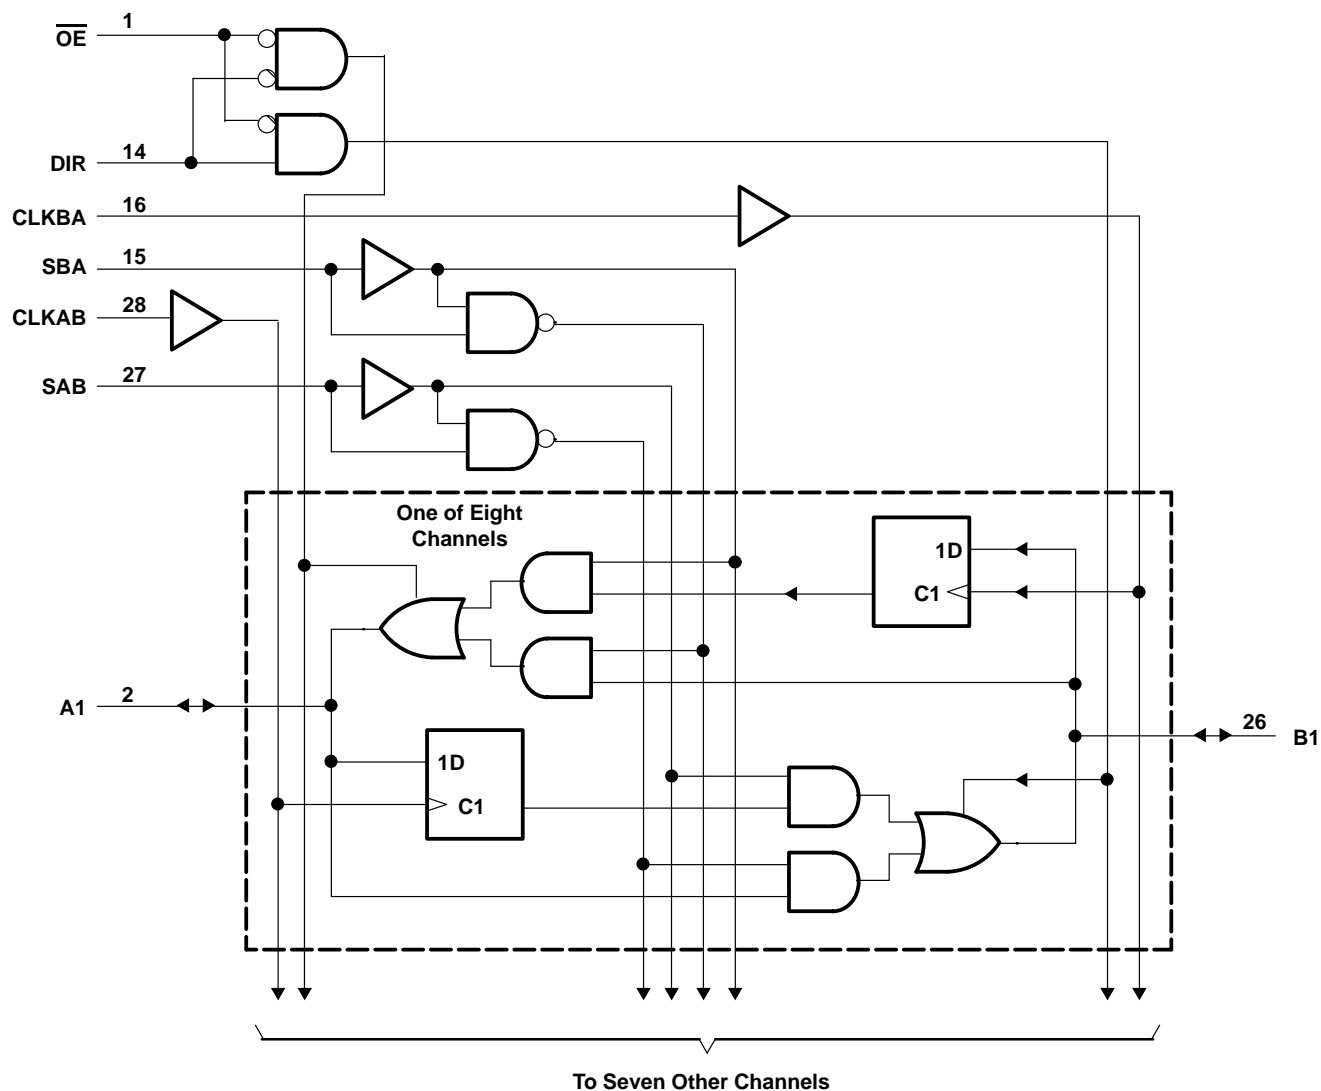 1
O̅E̅
14
DIR
16
CLKBA
15
SBA
28
CLKAB
27
SAB
One of Eight
Channels
1D
C1
2
A1
26
B1
1D
C1
To Seven Other Channels